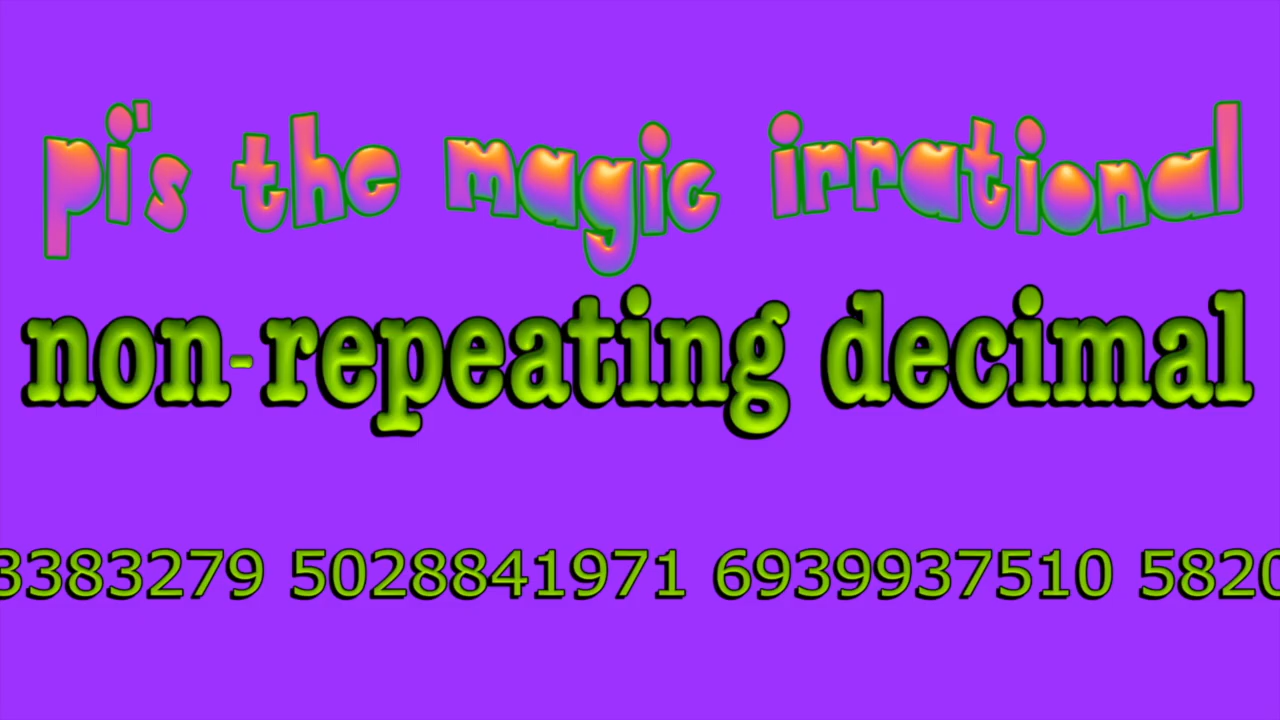 pi's the magic irrational
non-repeating decimal
3383279 5028841971 6939937510 5820